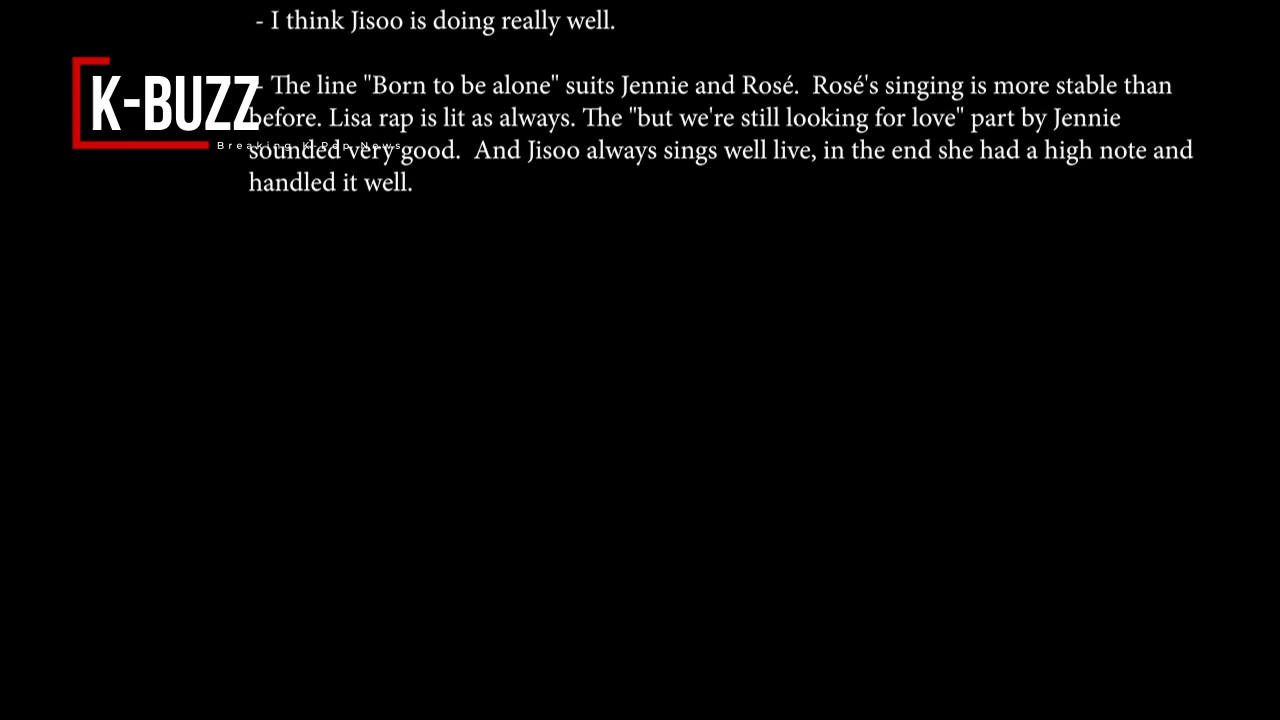 - I think Jisoo is doing really well.
K-BUZZ
Breaking K-Pop News
- The line "Born to be alone" suits Jennie and Rosé.  Rosé's singing is more stable than
before. Lisa rap is lit as always. The "but we're still looking for love" part by Jennie
sounded very good.  And Jisoo always sings well live, in the end she had a high note and
handled it well.